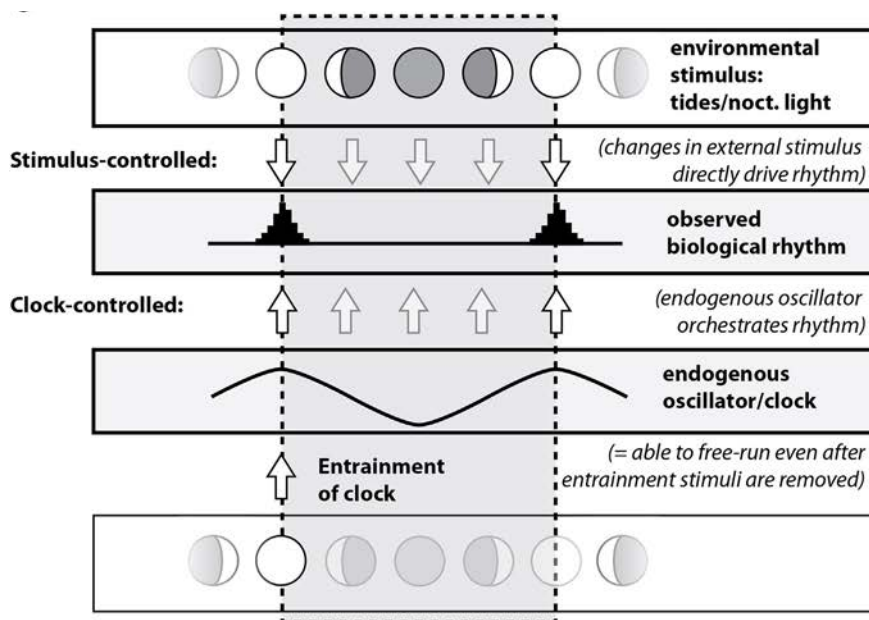 environmental
stimulus:
tides/noct. light
Stimulus-controlled:
(changes in external stimulus
directly drive rhythm)
observed
biological rhythm
Clock-controlled:
(endogenous oscillator
orchestrates rhythm)
endogenous
oscillator/clock
Entrainment
of clock
(= able to free-run even after
entrainment stimuli are removed)